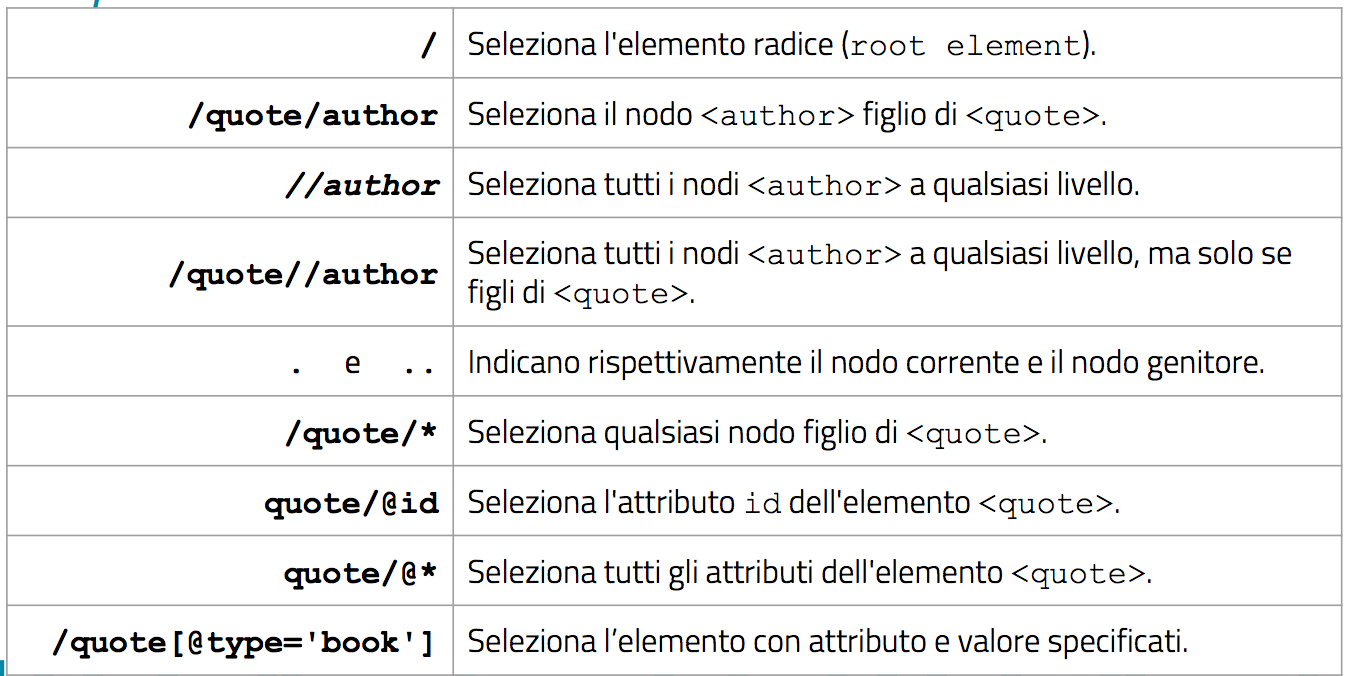 / Seleziona l'elemento radice (root element).
/quote/author Seleziona il nodo <author> figlio di <quote>.
//author Seleziona tutti i nodi <author> a qualsiasi livello.
/quote//author Seleziona tutti i nodi <author> a qualsiasi livello, ma solo se
figli di <quote>.
. e .. Indicano rispettivamente il nodo corrente e il nodo genitore.
/quote/* Seleziona qualsiasi nodo figlio di <quote>.
quote/@id Seleziona l'attributo id dell'elemento <quote>.
quote/@* Seleziona tutti gli attributi dell'elemento <quote>.
/quote[@type='book'] Seleziona l’elemento con attributo e valore specificati.